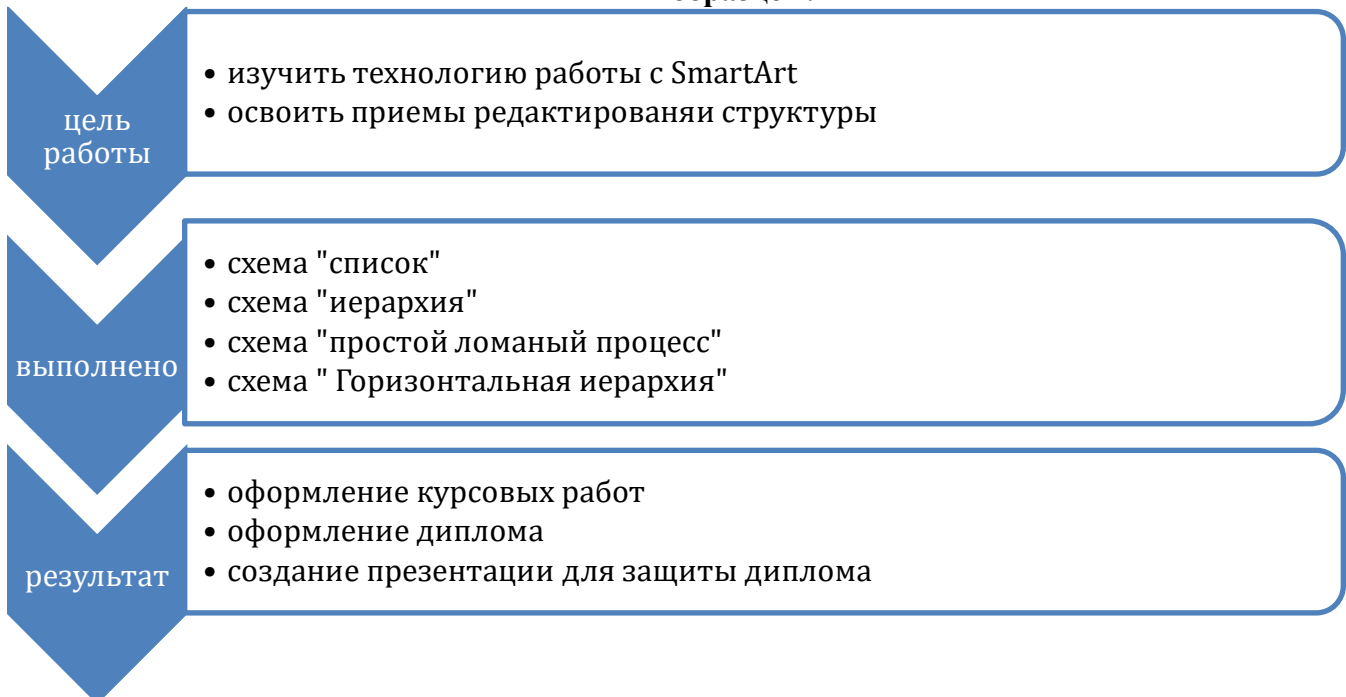 цель
работы
• изучить технологию работы с SmartArt
• освоить приемы редактированяи структуры
выполнено
• схема "список"
• схема "иерархия"
• схема "простой ломаный процесс"
• схема " Горизонтальная иерархия"
результат
• оформление курсовых работ
• оформление диплома
• создание презентации для защиты диплома